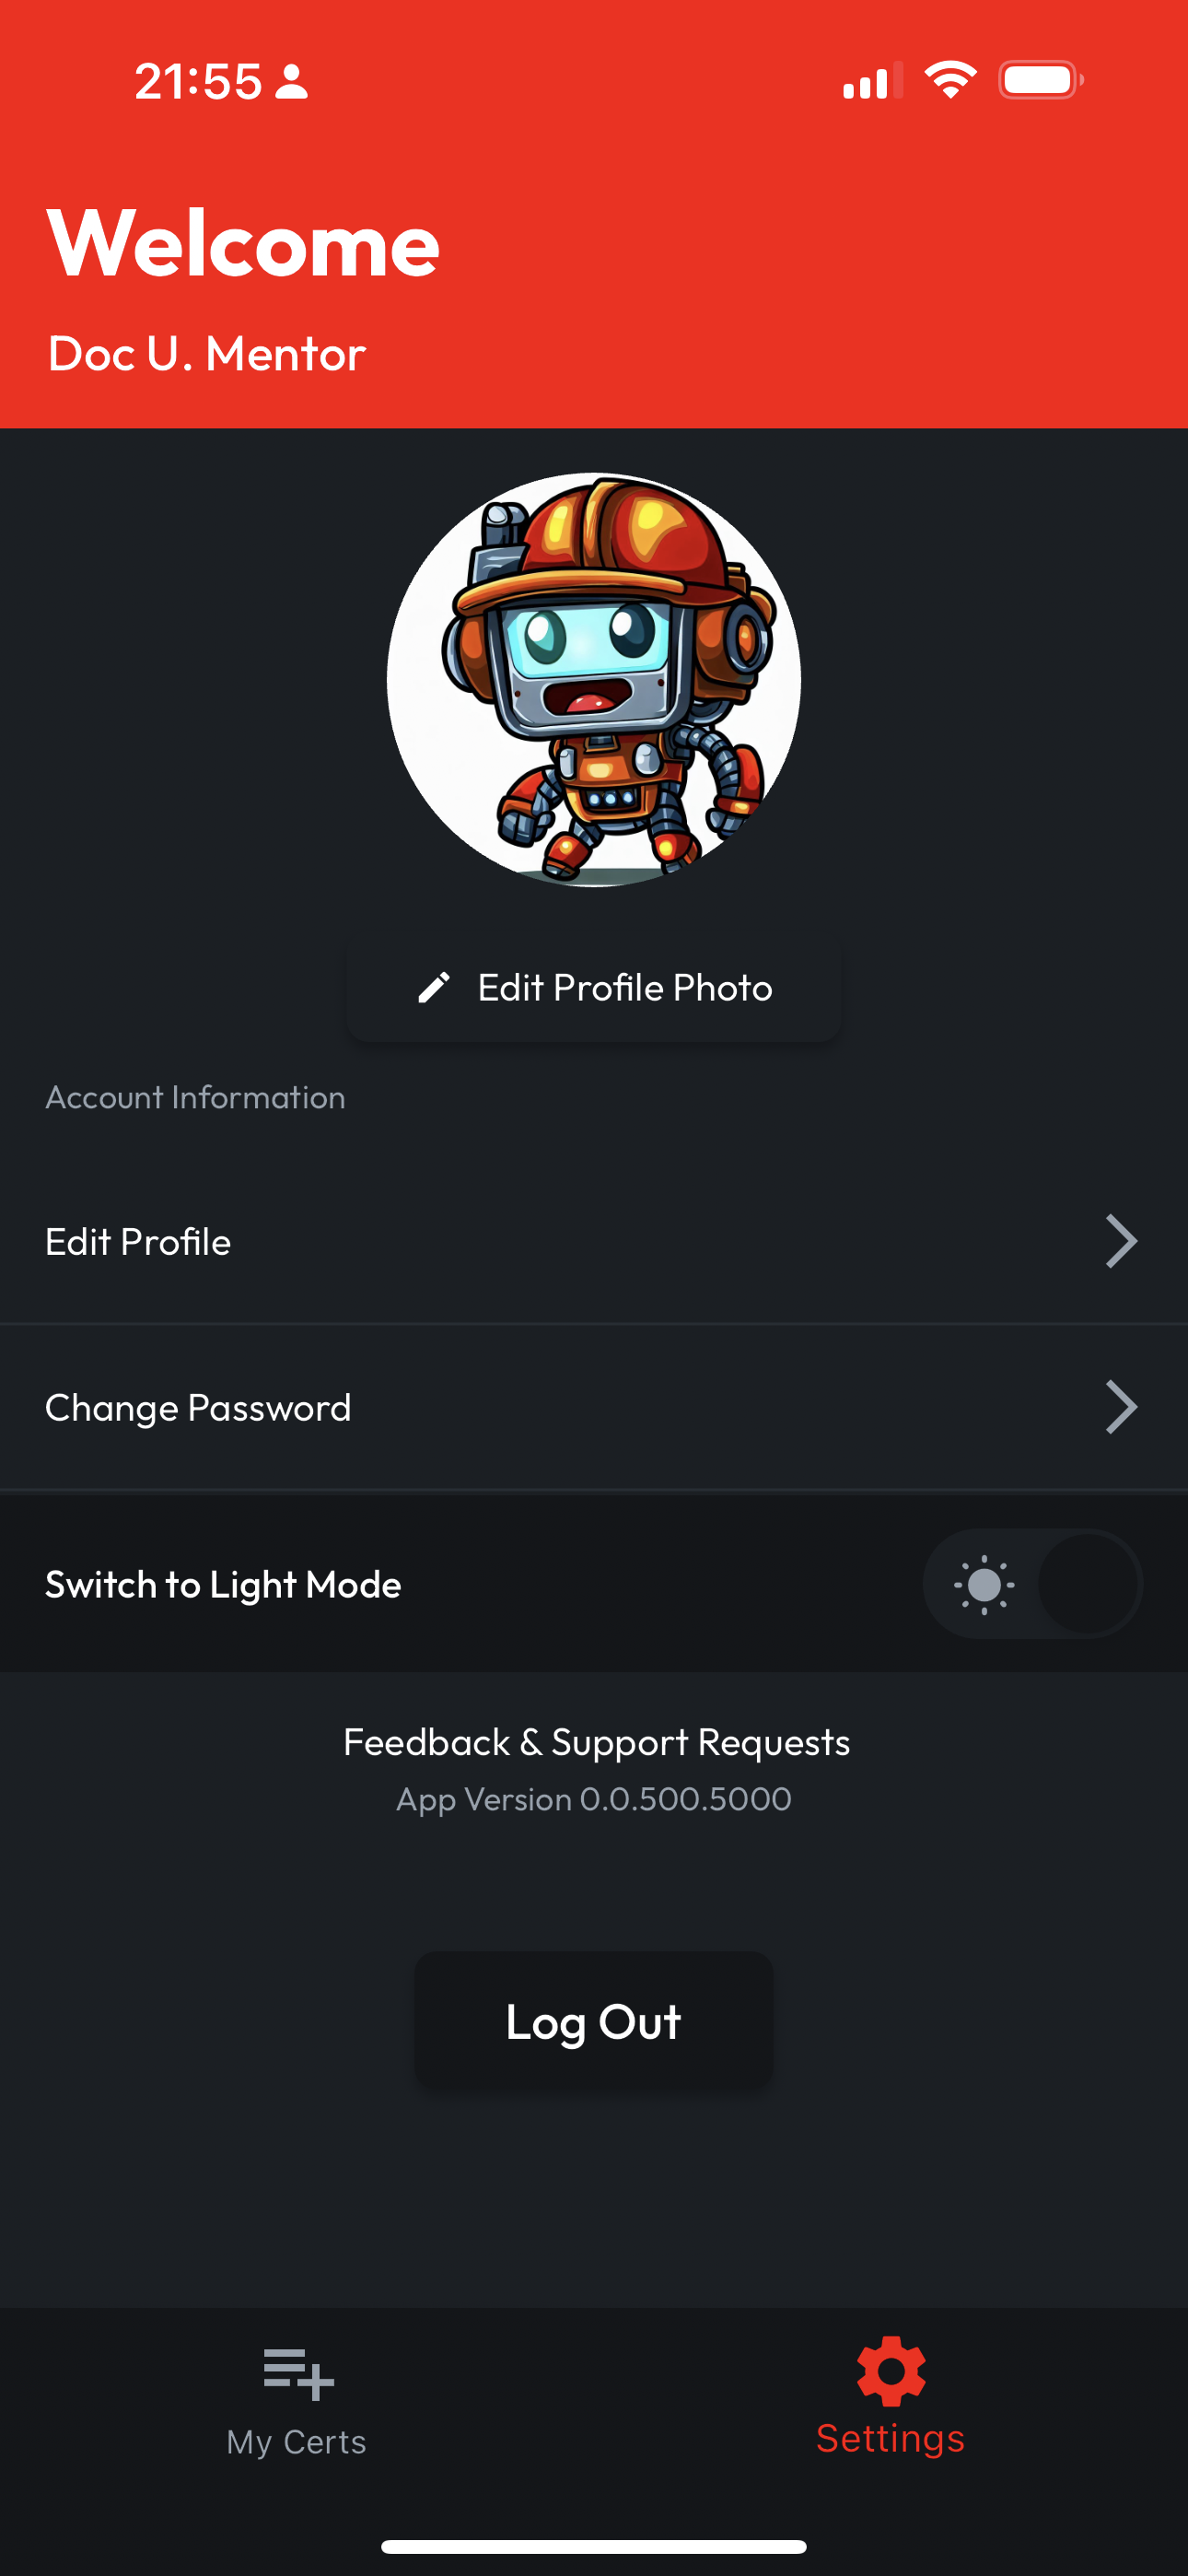 21:55
Welcome
Doc U. Mentor
Edit Profile Photo
Account Information
Edit Profile
Change Password
Switch to Light Mode
Feedback & Support Requests
App Version 0.0.500.5000
Log Out
My Certs
Settings